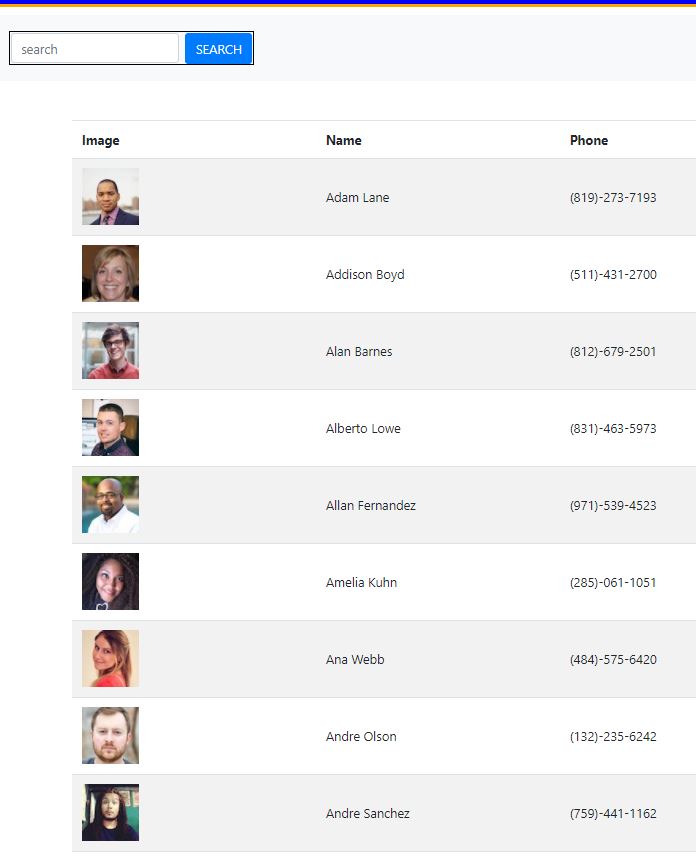 search SEARCH
Image Name Phone
Adam Lane (819)-273-7193
Addison Boyd (511)-431-2700
Alan Barnes (812)-679-2501
Alberto Lowe (831)-463-5973
Allan Fernandez (971)-539-4523
Amelia Kuhn (285)-061-1051
Ana Webb (484)-575-6420
Andre Olson (132)-235-6242
Andre Sanchez (759)-441-1162